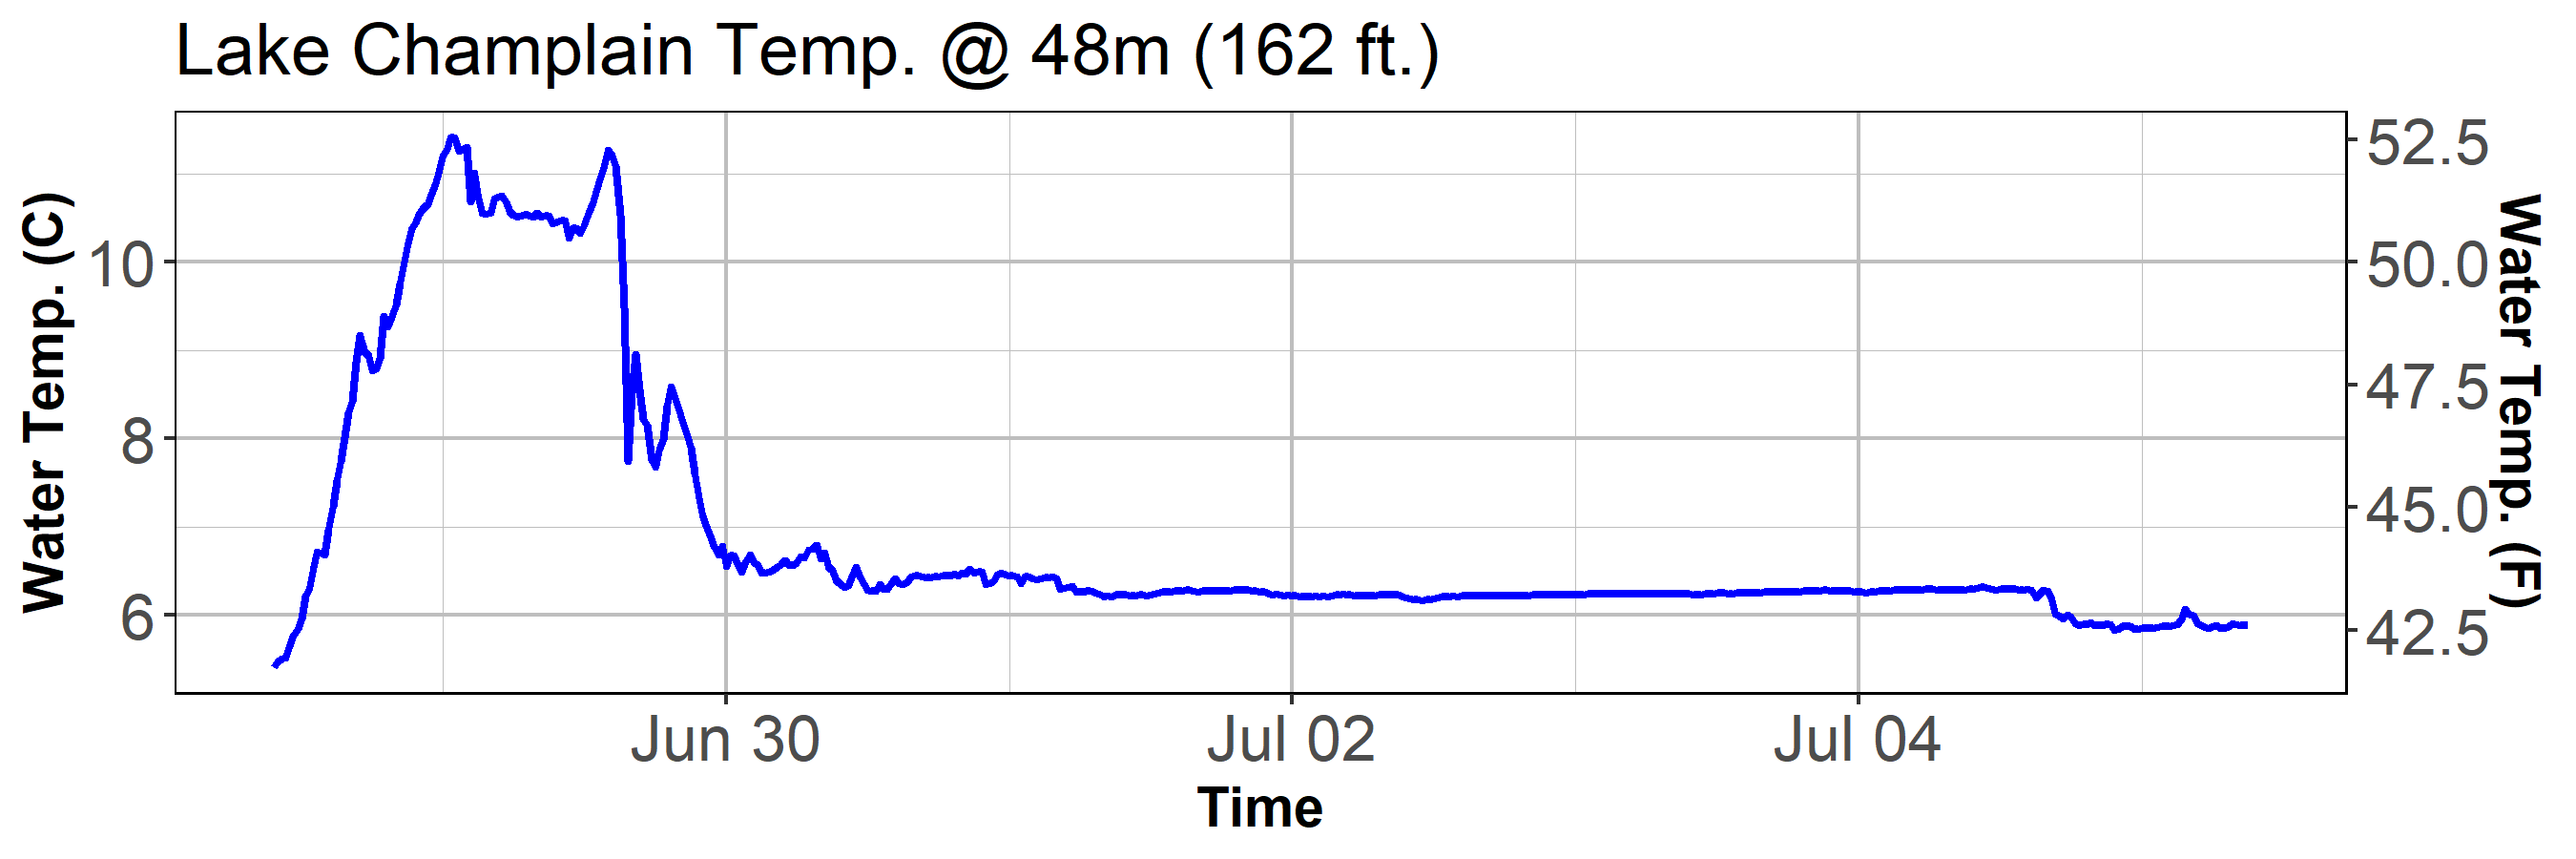 Lake Champlain Temp. @ 48m (162 ft.)
Water Temp. (C)
10
8
6
52.5
50.0
47.5
45.0
42.5
Water Temp. (F)
Jun 30
Jul 02
Jul 04
Time